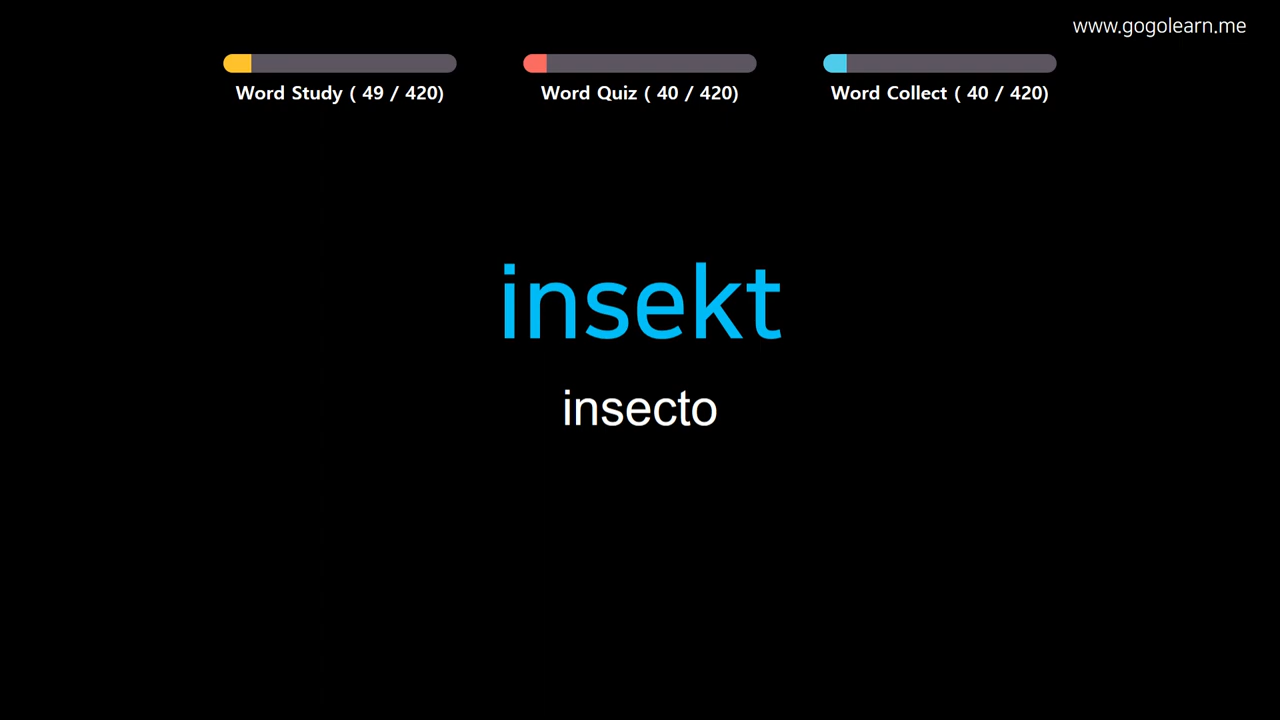 www.gogolearn.me
Word Study ( 49 / 420)
Word Quiz ( 40 / 420)
Word Collect ( 40 / 420)
insekt
insecto